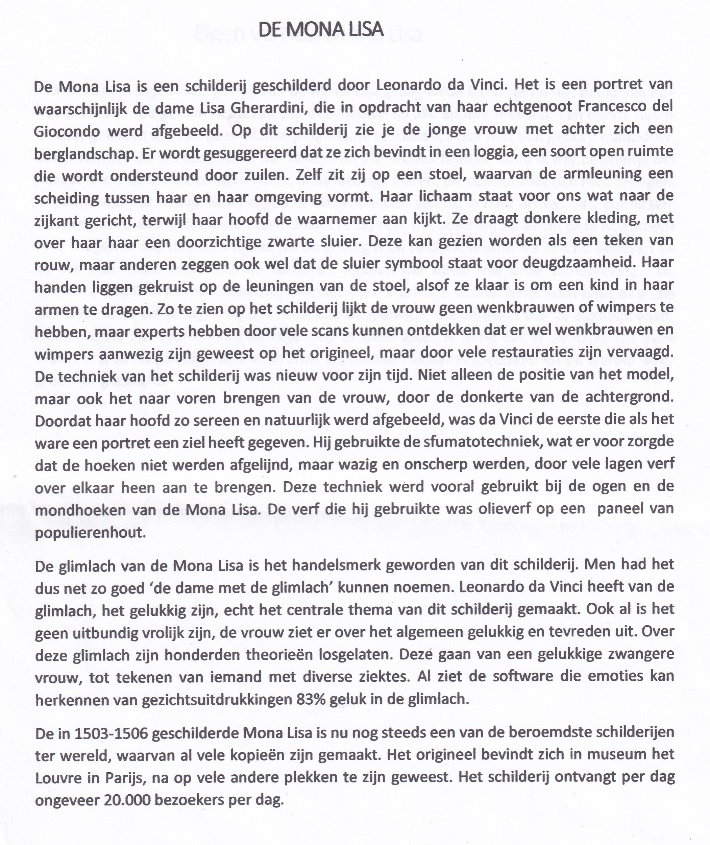 DE MONA LISA
De Mona Lisa is een schilderij geschilderd door Leonardo da Vinci. Het is een portret van
waarschijnlijk de dame Lisa Gherardini, die in opdracht van haar echtgenoot Francesco del
Giocondo werd afgebeeld. Op dit schilderij zie je de jonge vrouw met achter zich een
berglandschap. Er wordt gesuggereerd dat ze zich bevindt in een loggia, een soort open ruimte
die wordt ondersteund door zuilen. Zelf zit zij op een stoel, waarvan de armleuning een
scheiding tussen haar en haar omgeving vormt. Haar lichaam staat voor ons wat naar de
zijkant gericht, terwijl haar hoofd de waarnemer aan kijkt. Ze draagt donkere kleding, met
over haar haar een doorzichtige zwarte sluier. Deze kan gezien worden als een teken van
rouw, maar anderen zeggen ook wel dat de sluier symbool staat voor deugdzaamheid. Haar
handen liggen gekruist op de leuningen van de stoel, alsof ze klaar is om een kind in haar
armen te dragen. Zo te zien op het schilderij lijkt de vrouw geen wenkbrauwen of wimpers te
hebben, maar experts hebben door vele scans kunnen ontdekken dat er wel wenkbrauwen en
wimpers aanwezig zijn geweest op het origineel, maar door vele restauraties zijn vervaagd.
De techniek van het schilderij was nieuw voor zijn tijd. Niet alleen de positie van het model,
maar ook het naar voren brengen van de vrouw, door de donkerte van de achtergrond.
Doordat haar hoofd zo sereen en natuurlijk werd afgebeeld, was da Vinci de eerste die als het
ware een portret een ziel heeft gegeven. Hij gebruikte de sfumatotechniek, wat er voor zorgde
dat de hoeken niet werden afgelijnd, maar wazig en onscherp werden, door vele lagen verf
over elkaar heen aan te brengen. Deze techniek werd vooral gebruikt bij de ogen en de
mondhoeken van de Mona Lisa. De verf die hij gebruikte was olieverf op een paneel van
populierenhout.
De glimlach van de Mona Lisa is het handelsmerk geworden van dit schilderij. Men had het
dus net zo goed ‘de dame met de glimlach’ kunnen noemen. Leonardo da Vinci heeft van de
glimlach, het gelukkig zijn, echt het centrale thema van dit schilderij gemaakt. Ook al is het
geen uitbundig vrolijk zijn, de vrouw ziet er over het algemeen gelukkig en tevreden uit. Over
deze glimlach zijn honderden theorieën losgelaten. Deze gaan van een gelukkige zwangere
vrouw, tot tekenen van iemand met diverse ziektes. Al ziet de software die emoties kan
herkennen van gezichtsuitdrukkingen 83% geluk in de glimlach.
De in 1503-1506 geschilderde Mona Lisa is nu nog steeds een van de beroemdste schilderijen
ter wereld, waarvan al vele kopieën zijn gemaakt. Het origineel bevindt zich in museum het
Louvre in Parijs, na op vele andere plekken te zijn geweest. Het schilderij ontvangt per dag
ongeveer 20.000 bezoekers per dag.